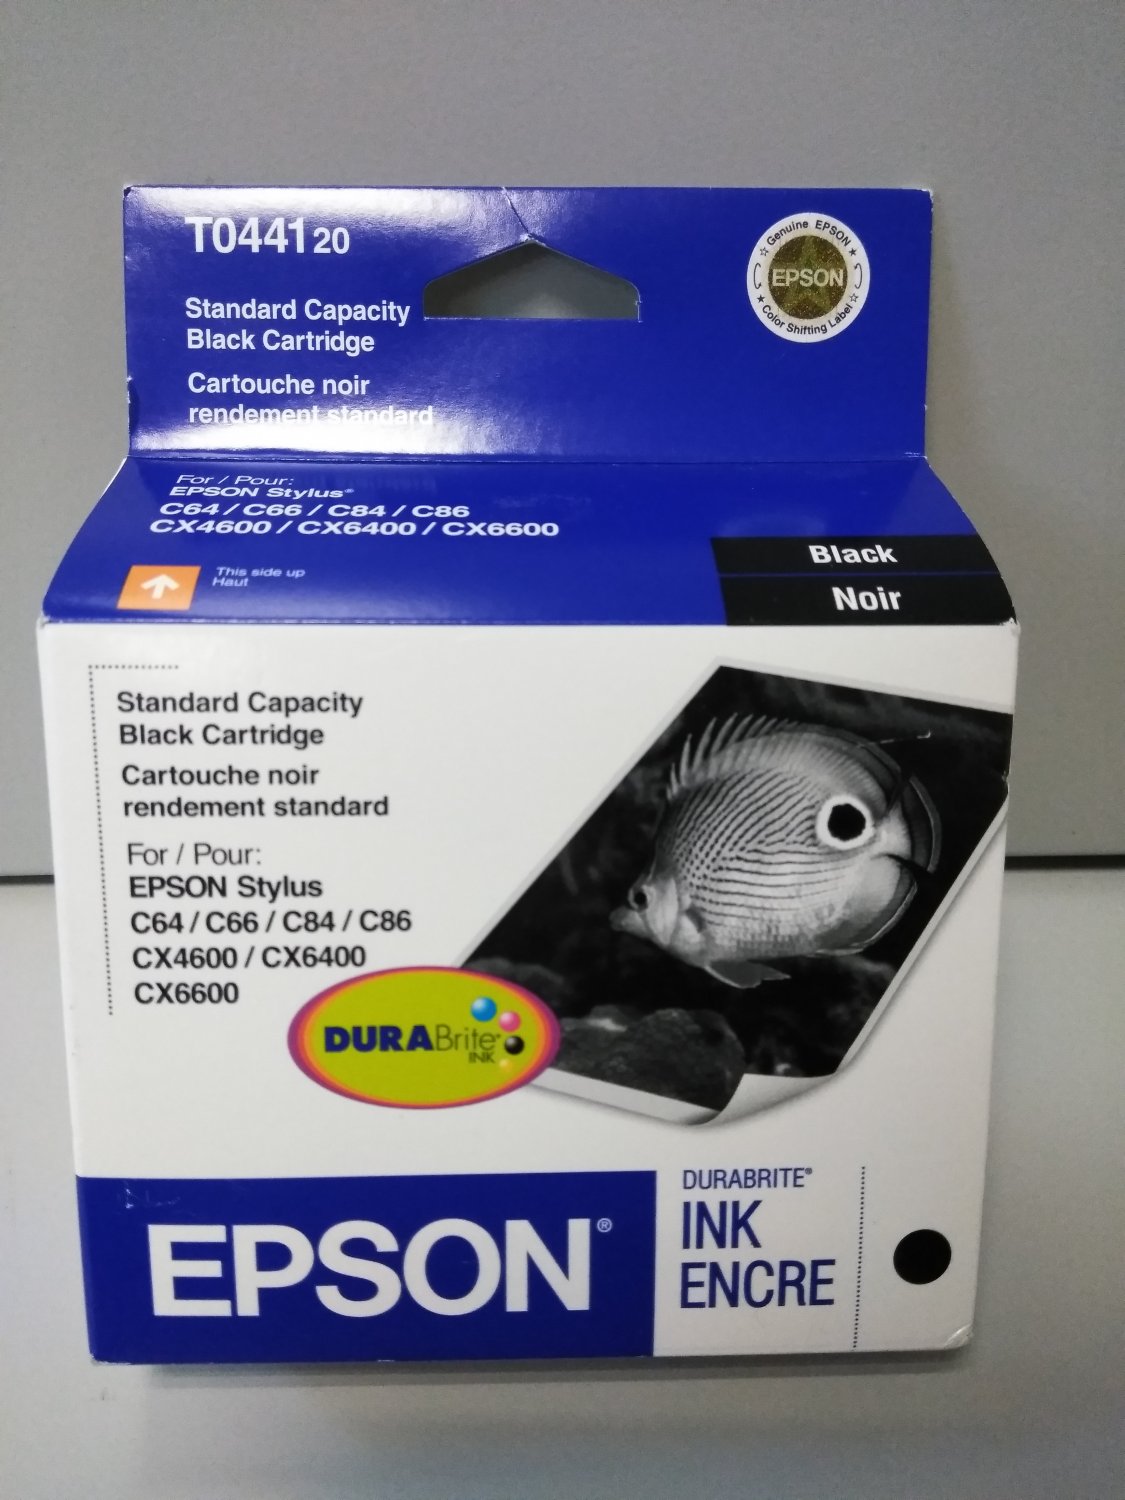 T044120
Genuine EPSON
EPSON
Color Shifting Label
Standard Capacity
Black Cartridge
Cartouche noir
rendement standard
For / Pour:
EPSON Stylus®
C64 / C66 / C84 / C86
CX4600 / CX6400 / CX6600
This side up
Haut
Black
Noir
Standard Capacity
Black Cartridge
Cartouche noir
rendement standard
For / Pour:
EPSON Stylus
C64 / C66 / C84 / C86
CX4600 / CX6400
CX6600
DURABrite®
INK
EPSON®
DURABRITE®
INK
ENCRE